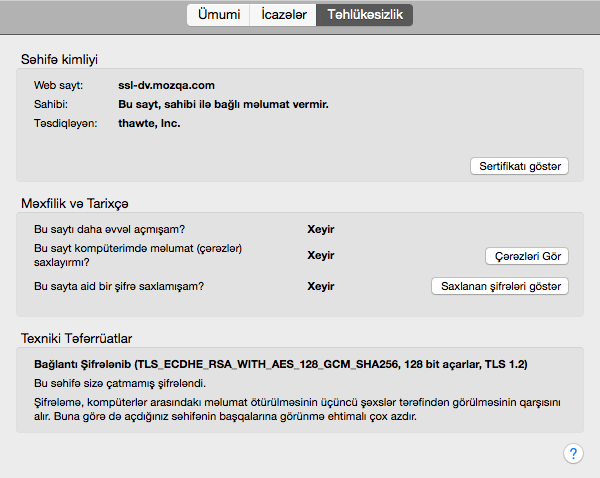 Ümumi İcazələr Təhlükəsizlik
Səhifə kimliyi
Web sayt: ssl-dv.mozqa.com
Sahibi: Bu sayt, sahibi ilə bağlı məlumat vermir.
Təsdiqləyən: thawte, Inc.
Sertifikatı göstər
Məxfilik və Tarixçə
Bu saytı daha əvvəl açmışam? Xeyir
Bu sayt kompüterimdə məlumat (çərəzlər)
saxlayırmı? Xeyir Çərəzləri Gör
Bu sayta aid bir şifrə saxlamışam? Xeyir Saxlanan şifrələri göstər
Texniki Təfərrüatlar
Bağlantı Şifrələnib (TLS_ECDHE_RSA_WITH_AES_128_GCM_SHA256, 128 bit açarlar, TLS 1.2)
Bu səhifə sizə çatmamış şifrələndi.
Şifrələmə, kompüterlər arasındakı məlumat ötürülməsinin üçüncü şəxslər tərəfindən görülməsinin qarşısını
alır. Buna görə də açdığınız səhifənin başqalarına görünmə ehtimalı çox azdır.
?